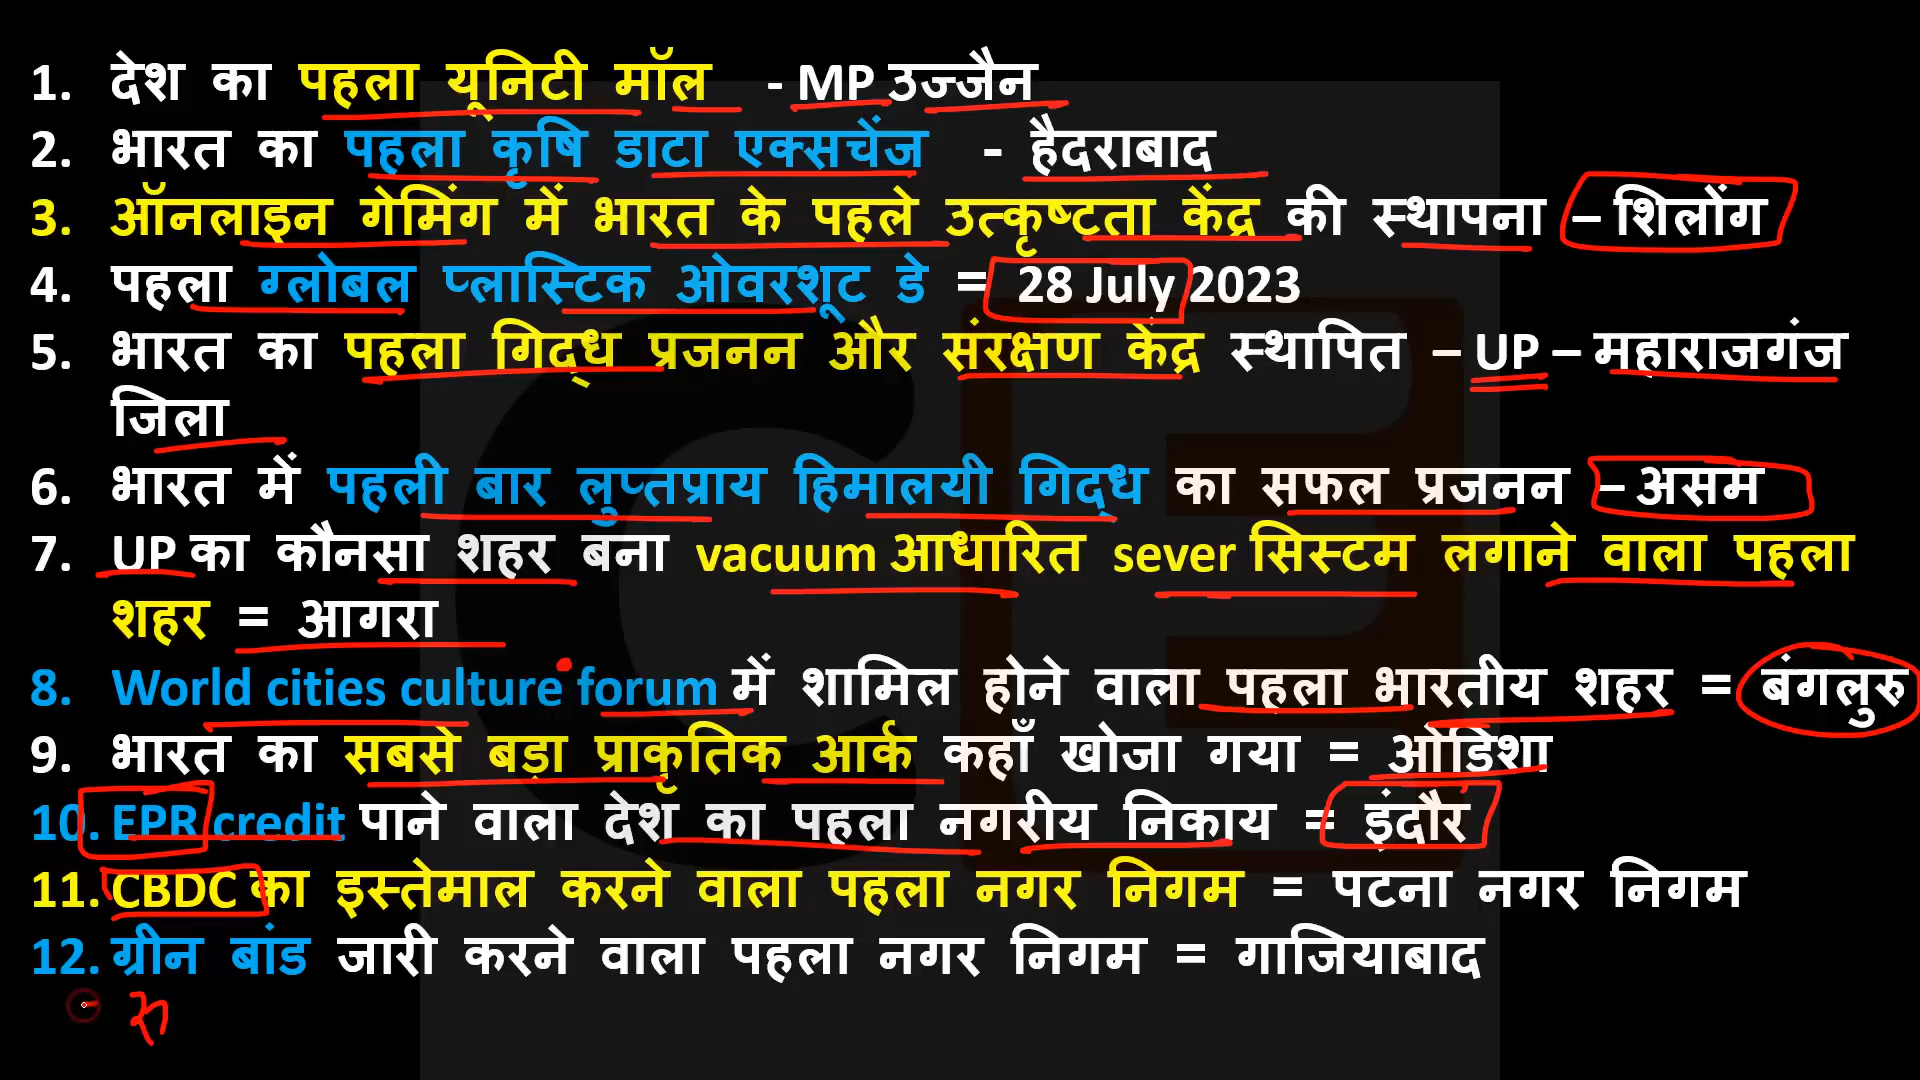 1. देश का पहला यूनिटी मॉल - MP उज्जैन
2. भारत का पहला कृषि डाटा एक्सचेंज - हैदराबाद
3. ऑनलाइन गेमिंग में भारत के पहले उत्कृष्टता केंद्र की स्थापना – शिलोंग
4. पहला ग्लोबल प्लास्टिक ओवरशूट डे = 28 July 2023
5. भारत का पहला गिद्ध प्रजनन और संरक्षण केंद्र स्थापित – UP – महाराजगंज
जिला
6. भारत में पहली बार लुप्तप्राय हिमालयी गिद्ध का सफल प्रजनन – असम
7. UP का कौनसा शहर बना vacuum आधारित sever सिस्टम लगाने वाला पहला
शहर = आगरा
8. World cities culture forum में शामिल होने वाला पहला भारतीय शहर = बंगलुरु
9. भारत का सबसे बड़ा प्राकृतिक आर्क कहाँ खोजा गया = ओडिशा
10. EPR credit पाने वाला देश का पहला नगरीय निकाय = इंदौर
11. CBDC का इस्तेमाल करने वाला पहला नगर निगम = पटना नगर निगम
12. ग्रीन बांड जारी करने वाला पहला नगर निगम = गाजियाबाद